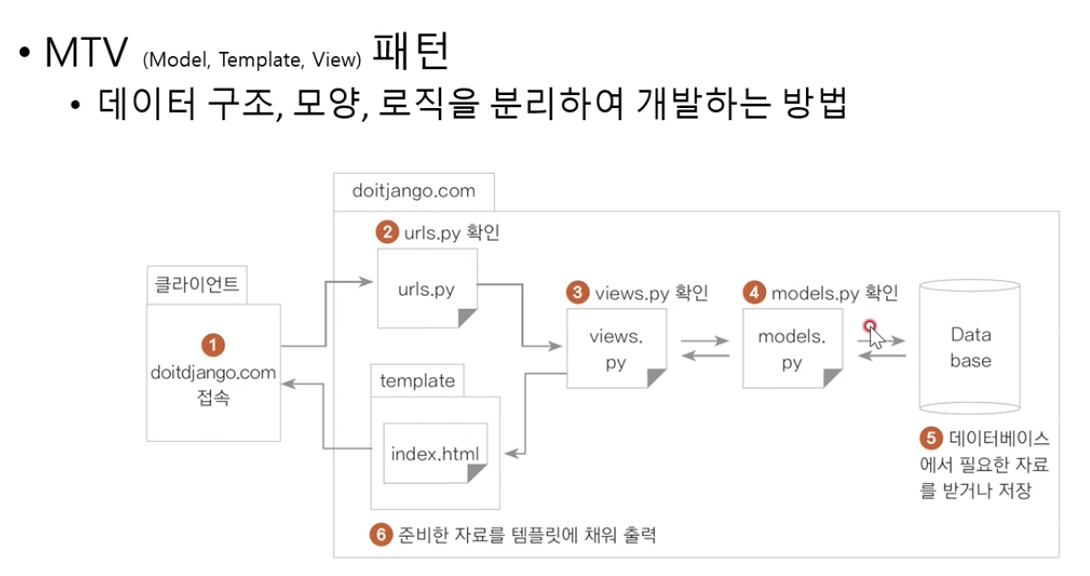 • MTV (Model, Template, View) 패턴
• 데이터 구조, 모양, 로직을 분리하여 개발하는 방법
doitjango.com
2 urls.py 확인
urls.py
클라이언트
1
doitdjango.com
접속
3 views.py 확인
views.
py
4 models.py 확인
models.
py
Data
base
5 데이터베이스
에서 필요한 자료
를 받거나 저장
template
index.html
6 준비한 자료를 템플릿에 채워 출력